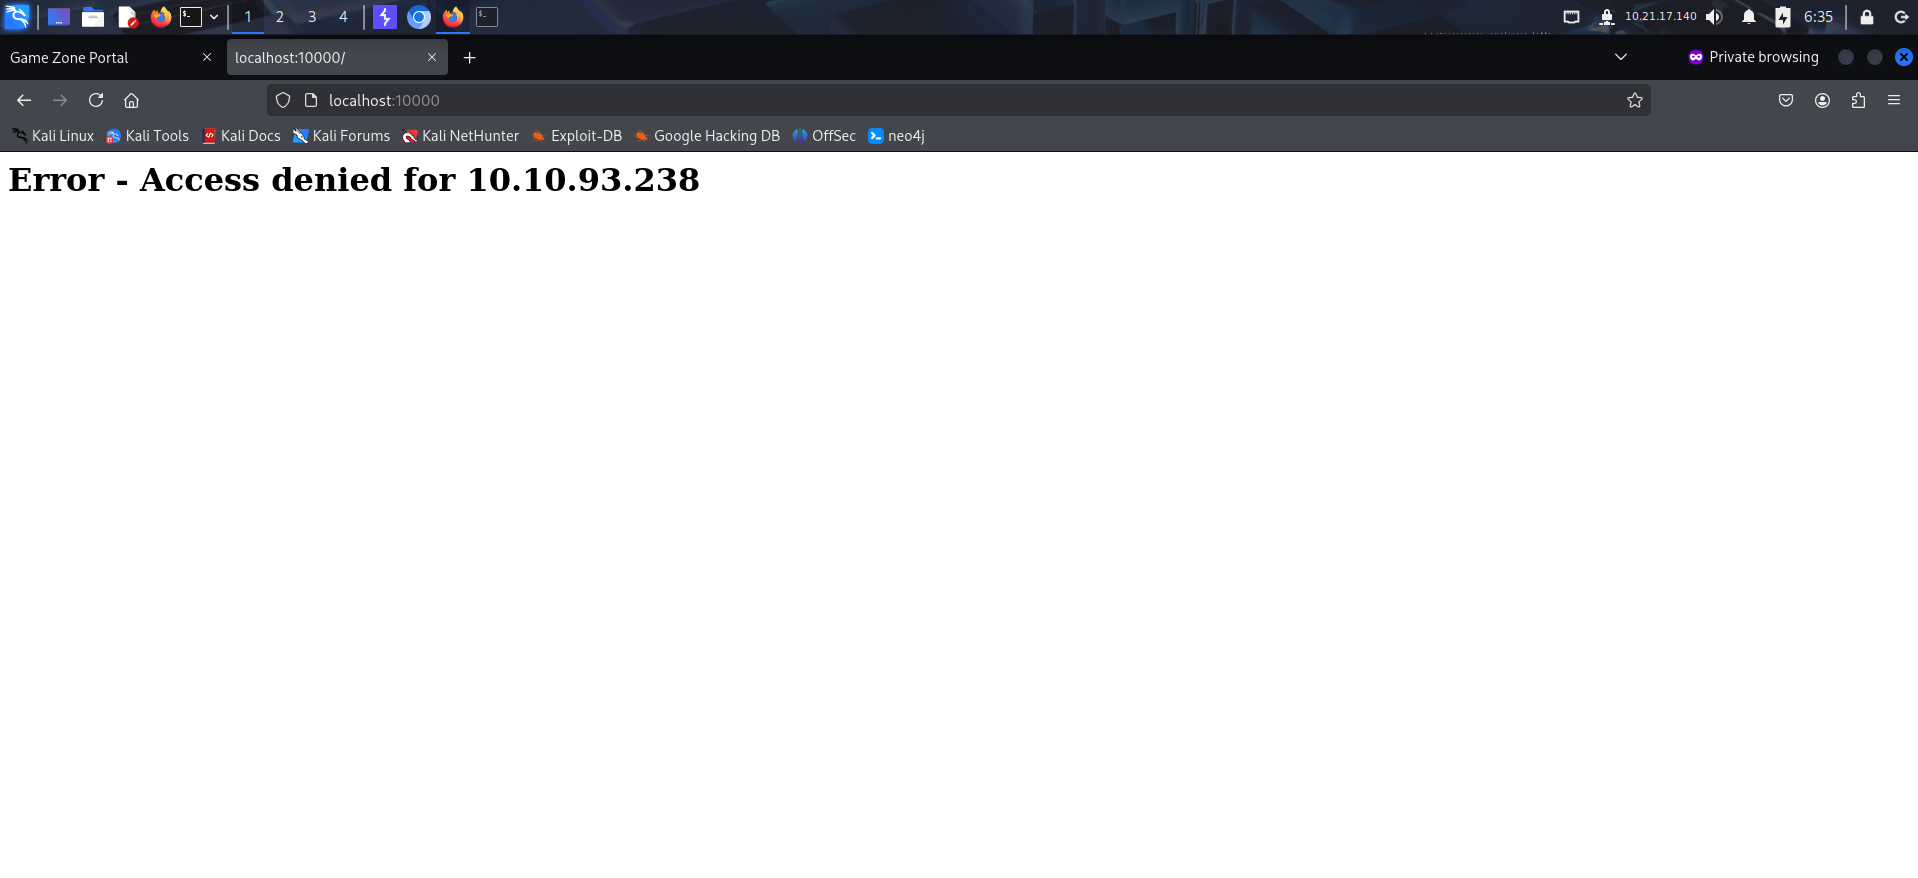 1 2 3 4 10.21.17.140 6:35
Game Zone Portal localhost:10000/ Private browsing
localhost:10000
Kali Linux Kali Tools Kali Docs Kali Forums Kali NetHunter Exploit-DB Google Hacking DB OffSec neo4j
Error - Access denied for 10.10.93.238